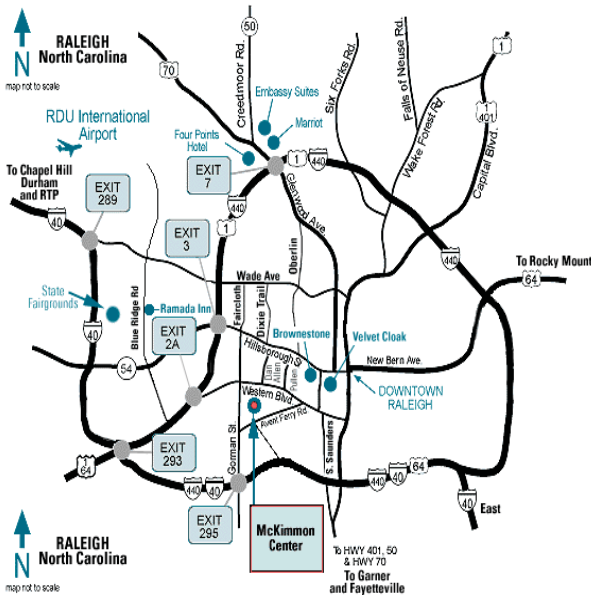 N
RALEIGH
North Carolina
map not to scale
50
70
Creedmoor Rd.
Six Forks Rd.
Falls of Neuse Rd.
Wake Forest Rd.
1
1
401
Capital Blvd.
Embassy Suites
Marriot
Four Points
Hotel
RDU International
Airport
To Chapel Hill
Durham
and RTP
40
EXIT
289
EXIT
7
1
440
Glenwood Ave.
440
1
EXIT
3
Oberlin
440
To Rocky Mount
64
Wade Ave
State
Fairgrounds
Blue Ridge Rd
Ramada Inn
Faircloth
Dixie Trail
40
EXIT
2A
Brownestone
Velvet Cloak
Hillsborough St
Dan
Allen
Pullen
New Bern Ave.
54
DOWNTOWN
RALEIGH
Western Blvd.
Avent Ferry Rd
Gorman St.
S. Saunders
EXIT
293
1
64
440
40
440
40
64
40
East
EXIT
295
McKimmon
Center
To HWY 401, 50
& HWY 70
To Garner
and Fayetteville
N
RALEIGH
North Carolina
map not to scale